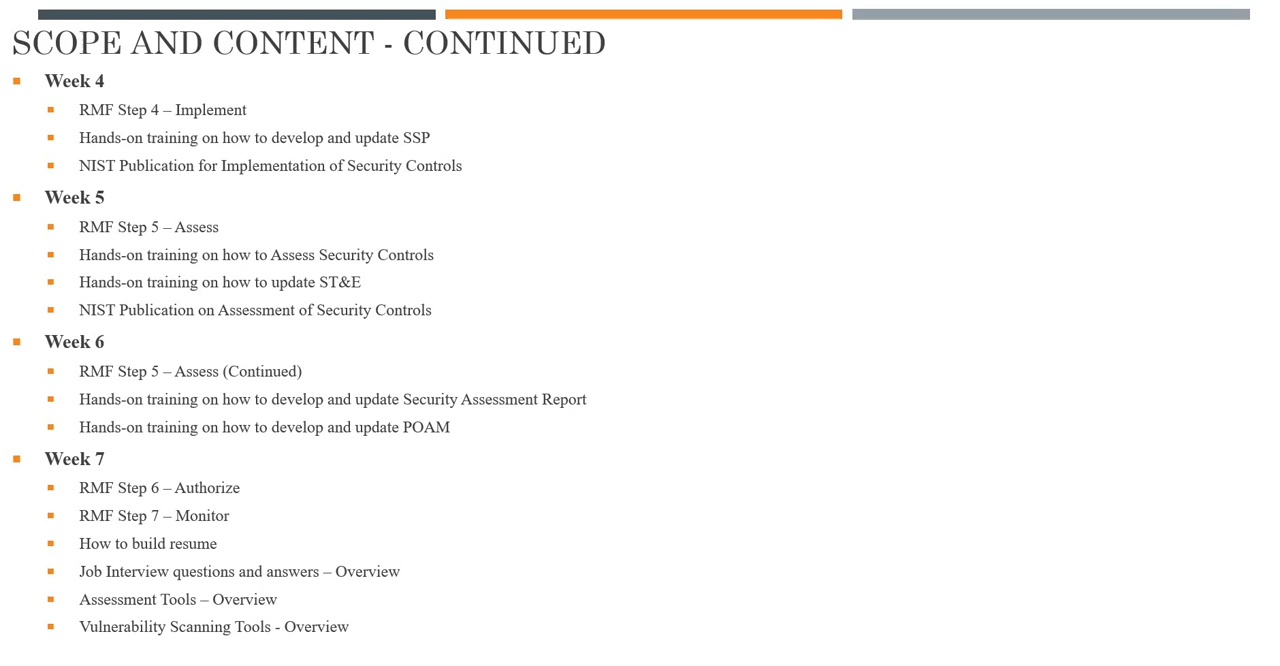 SCOPE AND CONTENT - CONTINUED
Week 4
RMF Step 4 – Implement
Hands-on training on how to develop and update SSP
NIST Publication for Implementation of Security Controls
Week 5
RMF Step 5 – Assess
Hands-on training on how to Assess Security Controls
Hands-on training on how to update ST&E
NIST Publication on Assessment of Security Controls
Week 6
RMF Step 5 – Assess (Continued)
Hands-on training on how to develop and update Security Assessment Report
Hands-on training on how to develop and update POAM
Week 7
RMF Step 6 – Authorize
RMF Step 7 – Monitor
How to build resume
Job Interview questions and answers – Overview
Assessment Tools – Overview
Vulnerability Scanning Tools - Overview